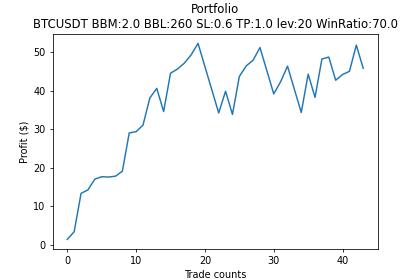 Portfolio
BTCUSDT BBM:2.0 BBL:260 SL:0.6 TP:1.0 lev:20 WinRatio:70.0
50
40
30
20
10
0
Profit ($)
0 10 20 30 40
Trade counts